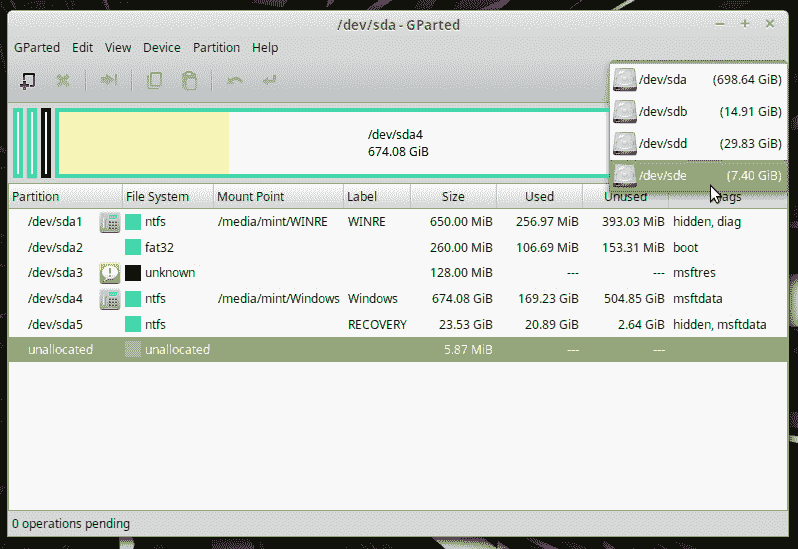 /dev/sda - GParted
GParted Edit View Device Partition Help
/dev/sda (698.64 GiB)
/dev/sdb (14.91 GiB)
/dev/sdd (29.83 GiB)
/dev/sde (7.40 GiB)
/dev/sda4
674.08 GiB
Partition File System Mount Point Label Size Used Unused
/dev/sda1 ntfs /media/mint/WINRE WINRE 650.00 MiB 256.97 MiB 393.03 MiB hidden, diag
/dev/sda2 fat32 260.00 MiB 106.69 MiB 153.31 MiB boot
/dev/sda3 unknown 128.00 MiB --- --- msftres
/dev/sda4 ntfs /media/mint/Windows Windows 674.08 GiB 169.23 GiB 504.85 GiB msftdata
/dev/sda5 ntfs RECOVERY 23.53 GiB 20.89 GiB 2.64 GiB hidden, msftdata
unallocated unallocated 5.87 MiB --- ---
0 operations pending